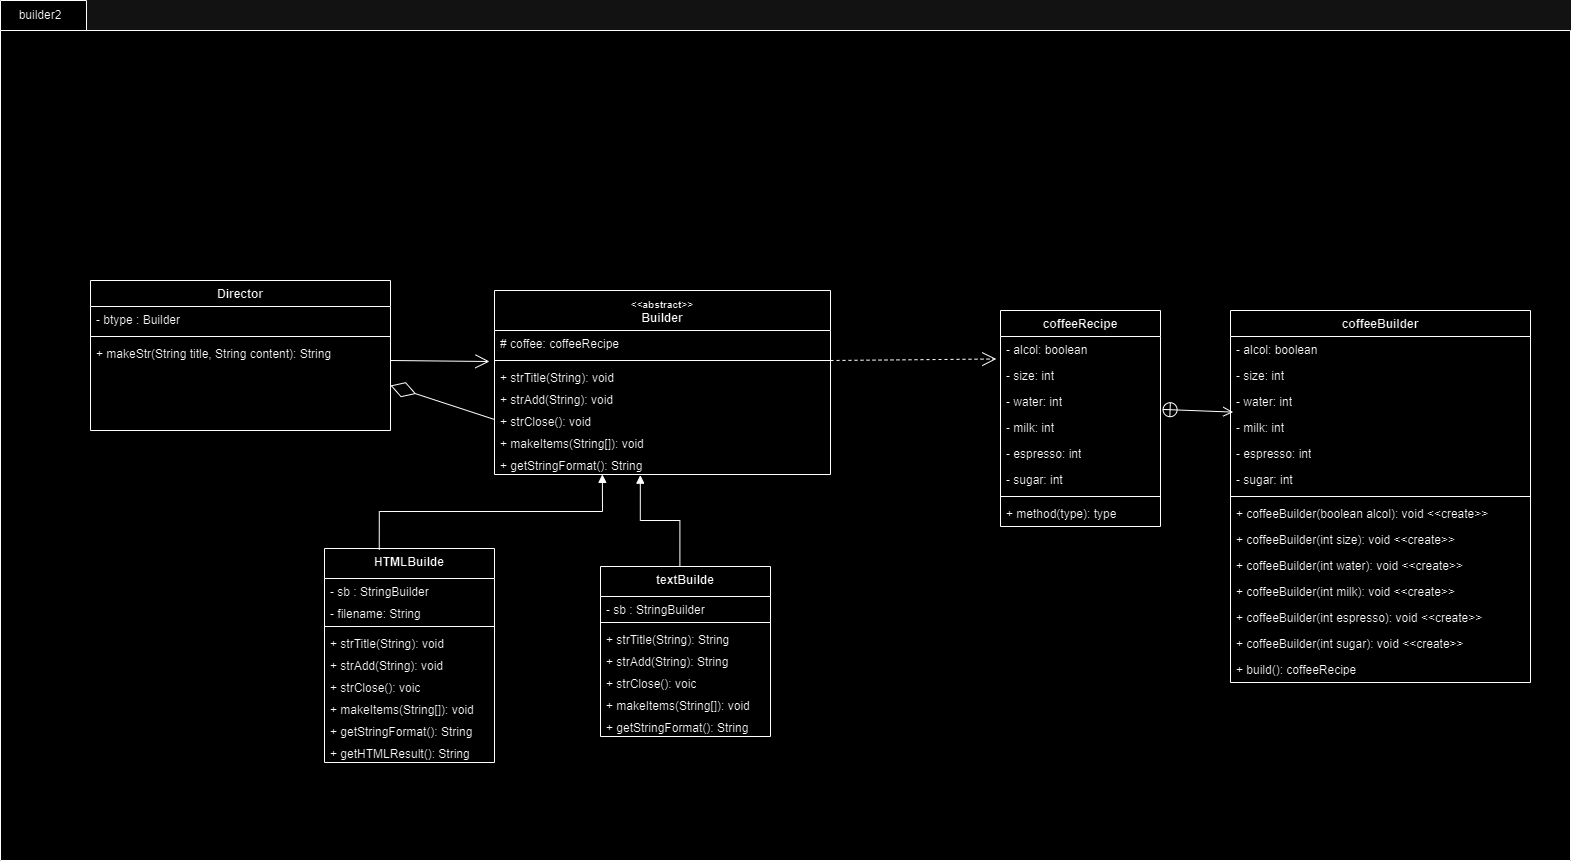 builder2
Director
- btype : Builder
+ makeStr(String title, String content): String
<<abstract>>
Builder
# coffee: coffeeRecipe
+ strTitle(String): void
+ strAdd(String): void
+ strClose(): void
+ makeItems(String[]): void
+ getStringFormat(): String
HTMLBuilde
- sb : StringBuilder
- filename: String
+ strTitle(String): void
+ strAdd(String): void
+ strClose(): voic
+ makeItems(String[]): void
+ getStringFormat(): String
+ getHTMLResult(): String
textBuilde
- sb : StringBuilder
+ strTitle(String): String
+ strAdd(String): String
+ strClose(): voic
+ makeItems(String[]): void
+ getStringFormat(): String
coffeeRecipe
- alcol: boolean
- size: int
- water: int
- milk: int
- espresso: int
- sugar: int
+ method(type): type
coffeeBuilder
- alcol: boolean
- size: int
- water: int
- milk: int
- espresso: int
- sugar: int
+ coffeeBuilder(boolean alcol): void <<create>>
+ coffeeBuilder(int size): void <<create>>
+ coffeeBuilder(int water): void <<create>>
+ coffeeBuilder(int milk): void <<create>>
+ coffeeBuilder(int espresso): void <<create>>
+ coffeeBuilder(int sugar): void <<create>>
+ build(): coffeeRecipe